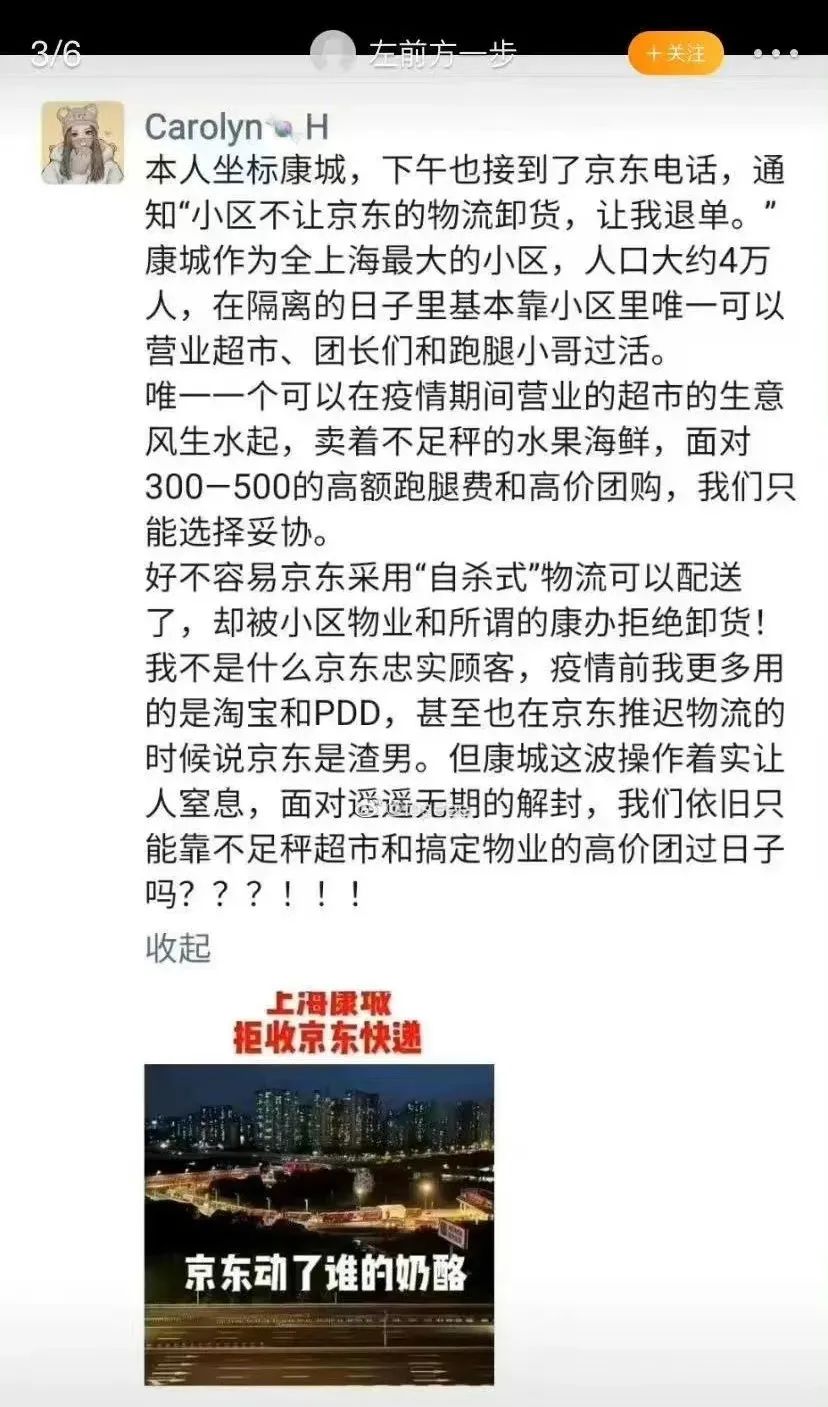 3/6
左前方一步
+关注
Carolyn🍬H
本人坐标康城，下午也接到了京东电话，通
知“小区不让京东的物流卸货，让我退单。”
康城作为全上海最大的小区，人口大约4万
人，在隔离的日子里基本靠小区里唯一可以
营业超市、团长们和跑腿小哥过活。
唯一一个可以在疫情期间营业的超市的生意
风生水起，卖着不足秤的水果海鲜，面对
300—500的高额跑腿费和高价团购，我们只
能选择妥协。
好不容易京东采用“自杀式”物流可以配送
了，却被小区物业和所谓的康办拒绝卸货！
我不是什么京东忠实顾客，疫情前我更多用
的是淘宝和PDD，甚至也在京东推迟物流的
时候说京东是渣男。但康城这波操作着实让
人窒息，面对遥遥无期的解封，我们依旧只
能靠不足秤超市和搞定物业的高价团过日子
吗？？？！！！
收起
上海康城
拒收京东快递
京东动了谁的奶酪